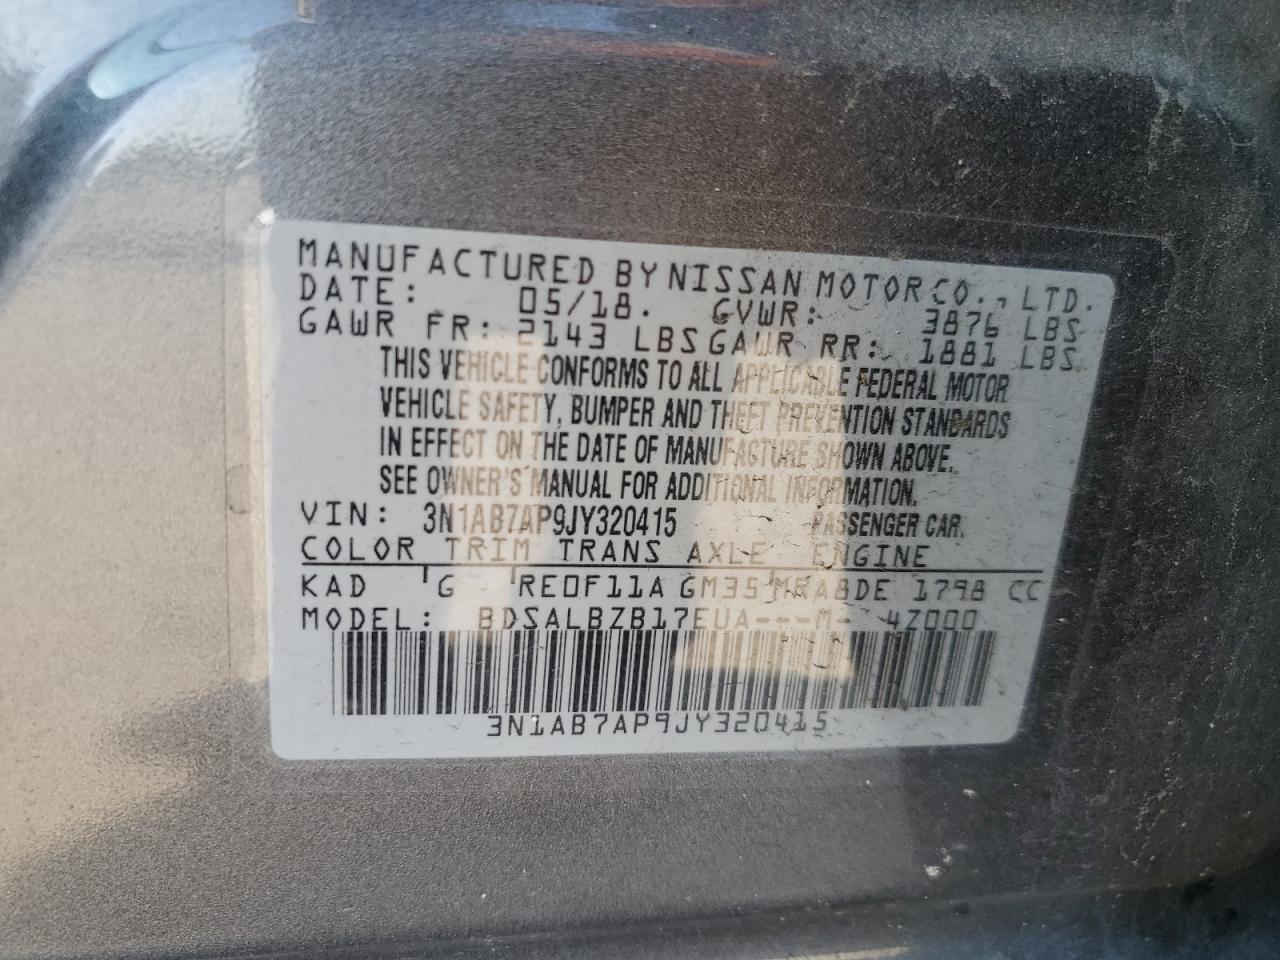 MANUFACTURED BY NISSAN MOTOR CO., LTD.
DATE: 05/18. GVWR: 3876 LBS
GAWR FR: 2143 LBS GAWR RR: 1881 LBS
THIS VEHICLE CONFORMS TO ALL APPLICABLE FEDERAL MOTOR
VEHICLE SAFETY, BUMPER AND THEFT PREVENTION STANDARDS
IN EFFECT ON THE DATE OF MANUFACTURE SHOWN ABOVE.
SEE OWNER'S MANUAL FOR ADDITIONAL INFORMATION.
VIN: 3N1AB7AP9JY320415 PASSENGER CAR.
COLOR TRIM TRANS AXLE ENGINE
KAD G RE0F11A GM35 MRA8DE 1798 CC
MODEL: BDSALBZB17EUA---M- 4Z000
3N1AB7AP9JY320415